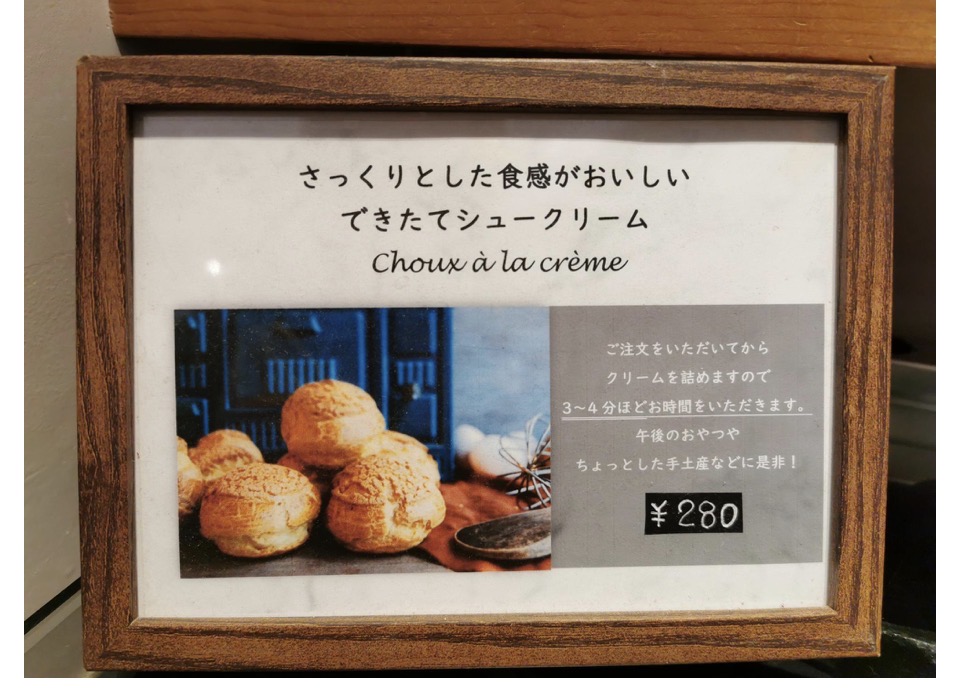 さっくりとした食感がおいしい
できたてシュークリーム
Choux à la crème
ご注文をいただいてから
クリームを詰めますので
3〜4分ほどお時間をいただきます。
午後のおやつや
ちょっとした手土産などに是非！
¥280